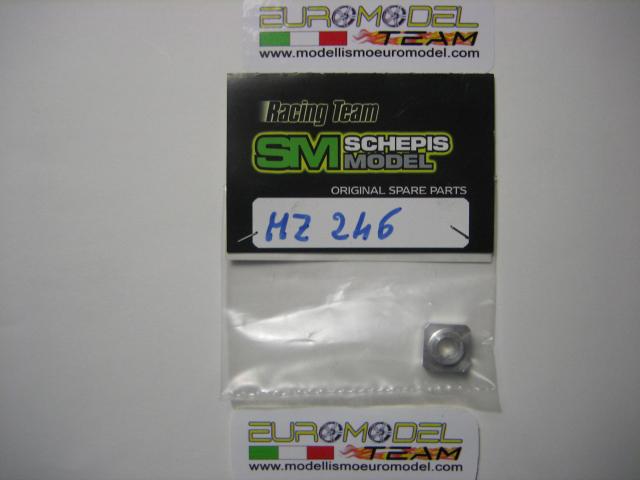 EUROMODEL
TEAM
www.modellismoeuromodel.com
Racing Team
SM SCHEPIS
MODEL
ORIGINAL SPARE PARTS
MZ 246
EUROMODEL
TEAM
www.modellismoeuromodel.com